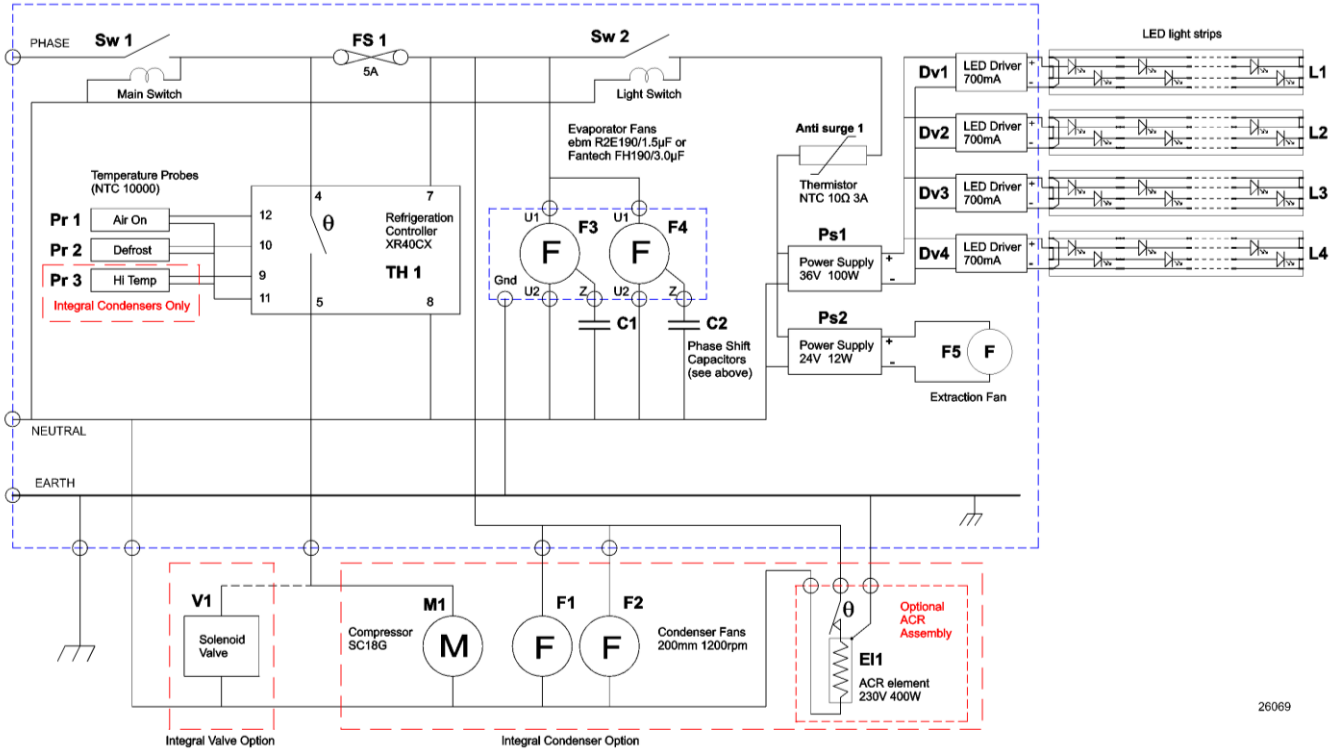 PHASE
Sw 1
Main Switch
FS 1
5A
Sw 2
Light Switch
LED light strips
Dv1
LED Driver
700mA
+
-
L1
Dv2
LED Driver
700mA
+
-
L2
Dv3
LED Driver
700mA
+
-
L3
Dv4
LED Driver
700mA
+
-
L4
Evaporator Fans
ebm R2E190/1.5µF or
Fantech FH190/3.0µF
Anti surge 1
Thermistor
NTC 10Ω 3A
Temperature Probes
(NTC 10000)
Pr 1
Air On
Pr 2
Defrost
Pr 3
Hi Temp
Integral Condensers Only
12
10
9
11
4
7
θ
Refrigeration
Controller
XR40CX
TH 1
5
8
U1
F
F3
U2
Z
U1
F
F4
U2
Z
Gnd
C1
C2
Phase Shift
Capacitors
(see above)
Ps1
Power Supply
36V 100W
+
-
Ps2
Power Supply
24V 12W
+
-
F5
F
Extraction Fan
NEUTRAL
EARTH
V1
Solenoid
Valve
Integral Valve Option
M1
Compressor
SC18G
M
F1
F
F2
F
Condenser Fans
200mm 1200rpm
θ
Optional
ACR
Assembly
El1
ACR element
230V 400W
Integral Condenser Option
26069